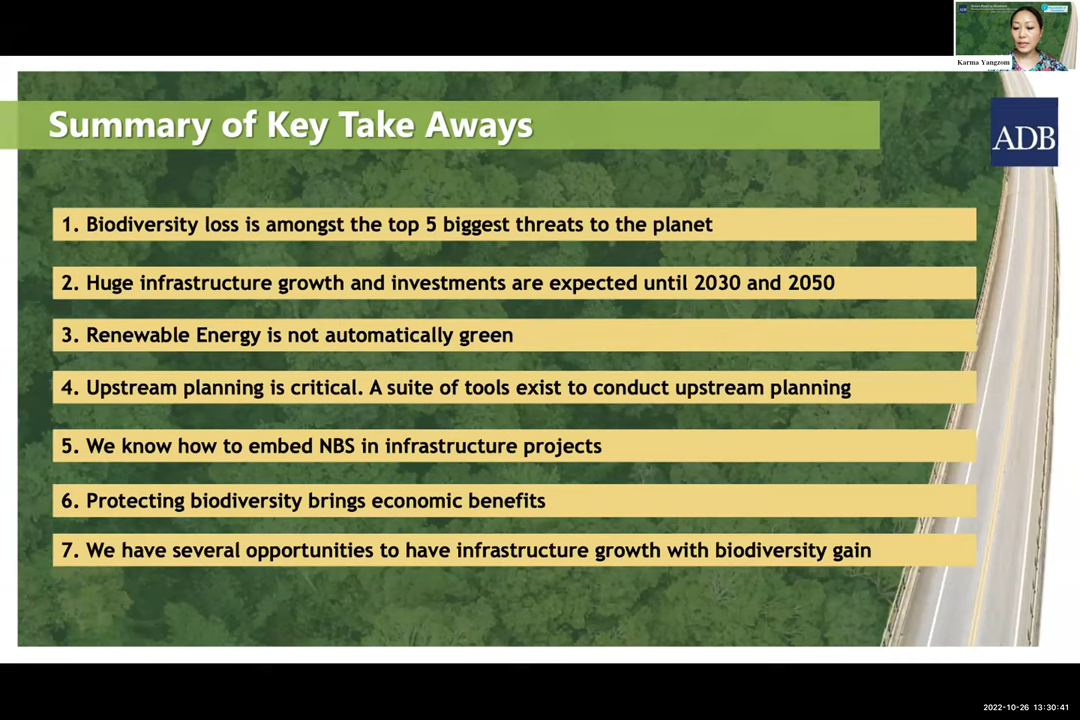 ADB
Karma Yangzom
Summary of Key Take Aways
ADB
1. Biodiversity loss is amongst the top 5 biggest threats to the planet
2. Huge infrastructure growth and investments are expected until 2030 and 2050
3. Renewable Energy is not automatically green
4. Upstream planning is critical. A suite of tools exist to conduct upstream planning
5. We know how to embed NBS in infrastructure projects
6. Protecting biodiversity brings economic benefits
7. We have several opportunities to have infrastructure growth with biodiversity gain
2022-10-26 13:30:41